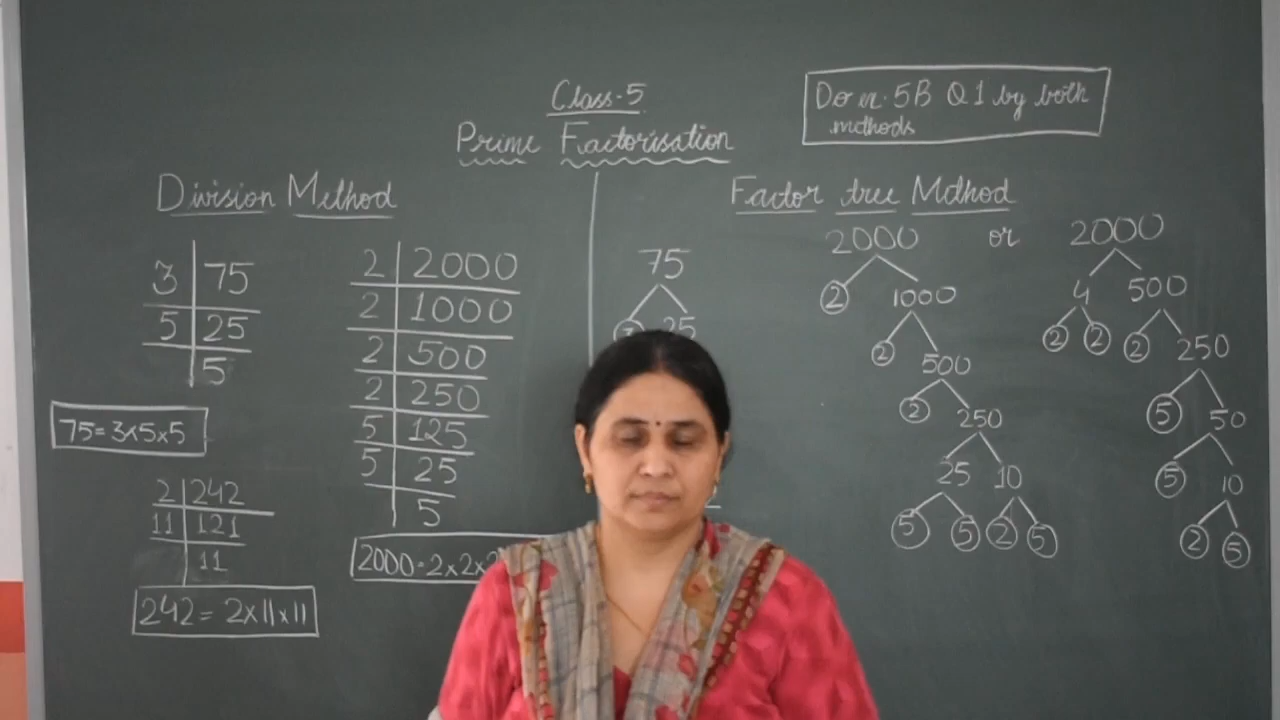 Class-5
Prime Factorisation
Do ex. 5B Q1 by both
methods
Division Method
3 75
5 25
5
75=3x5x5
2 242
11 121
11
242= 2x11x11
2 2000
2 1000
2 500
2 250
5 125
5 25
5
2000=2x2x
Factor tree Method
75
25
2000 or 2000
2 1000
2 500
2 250
25 10
5 5 2 5
4 500
2 2 2 250
5 50
5 10
2 5